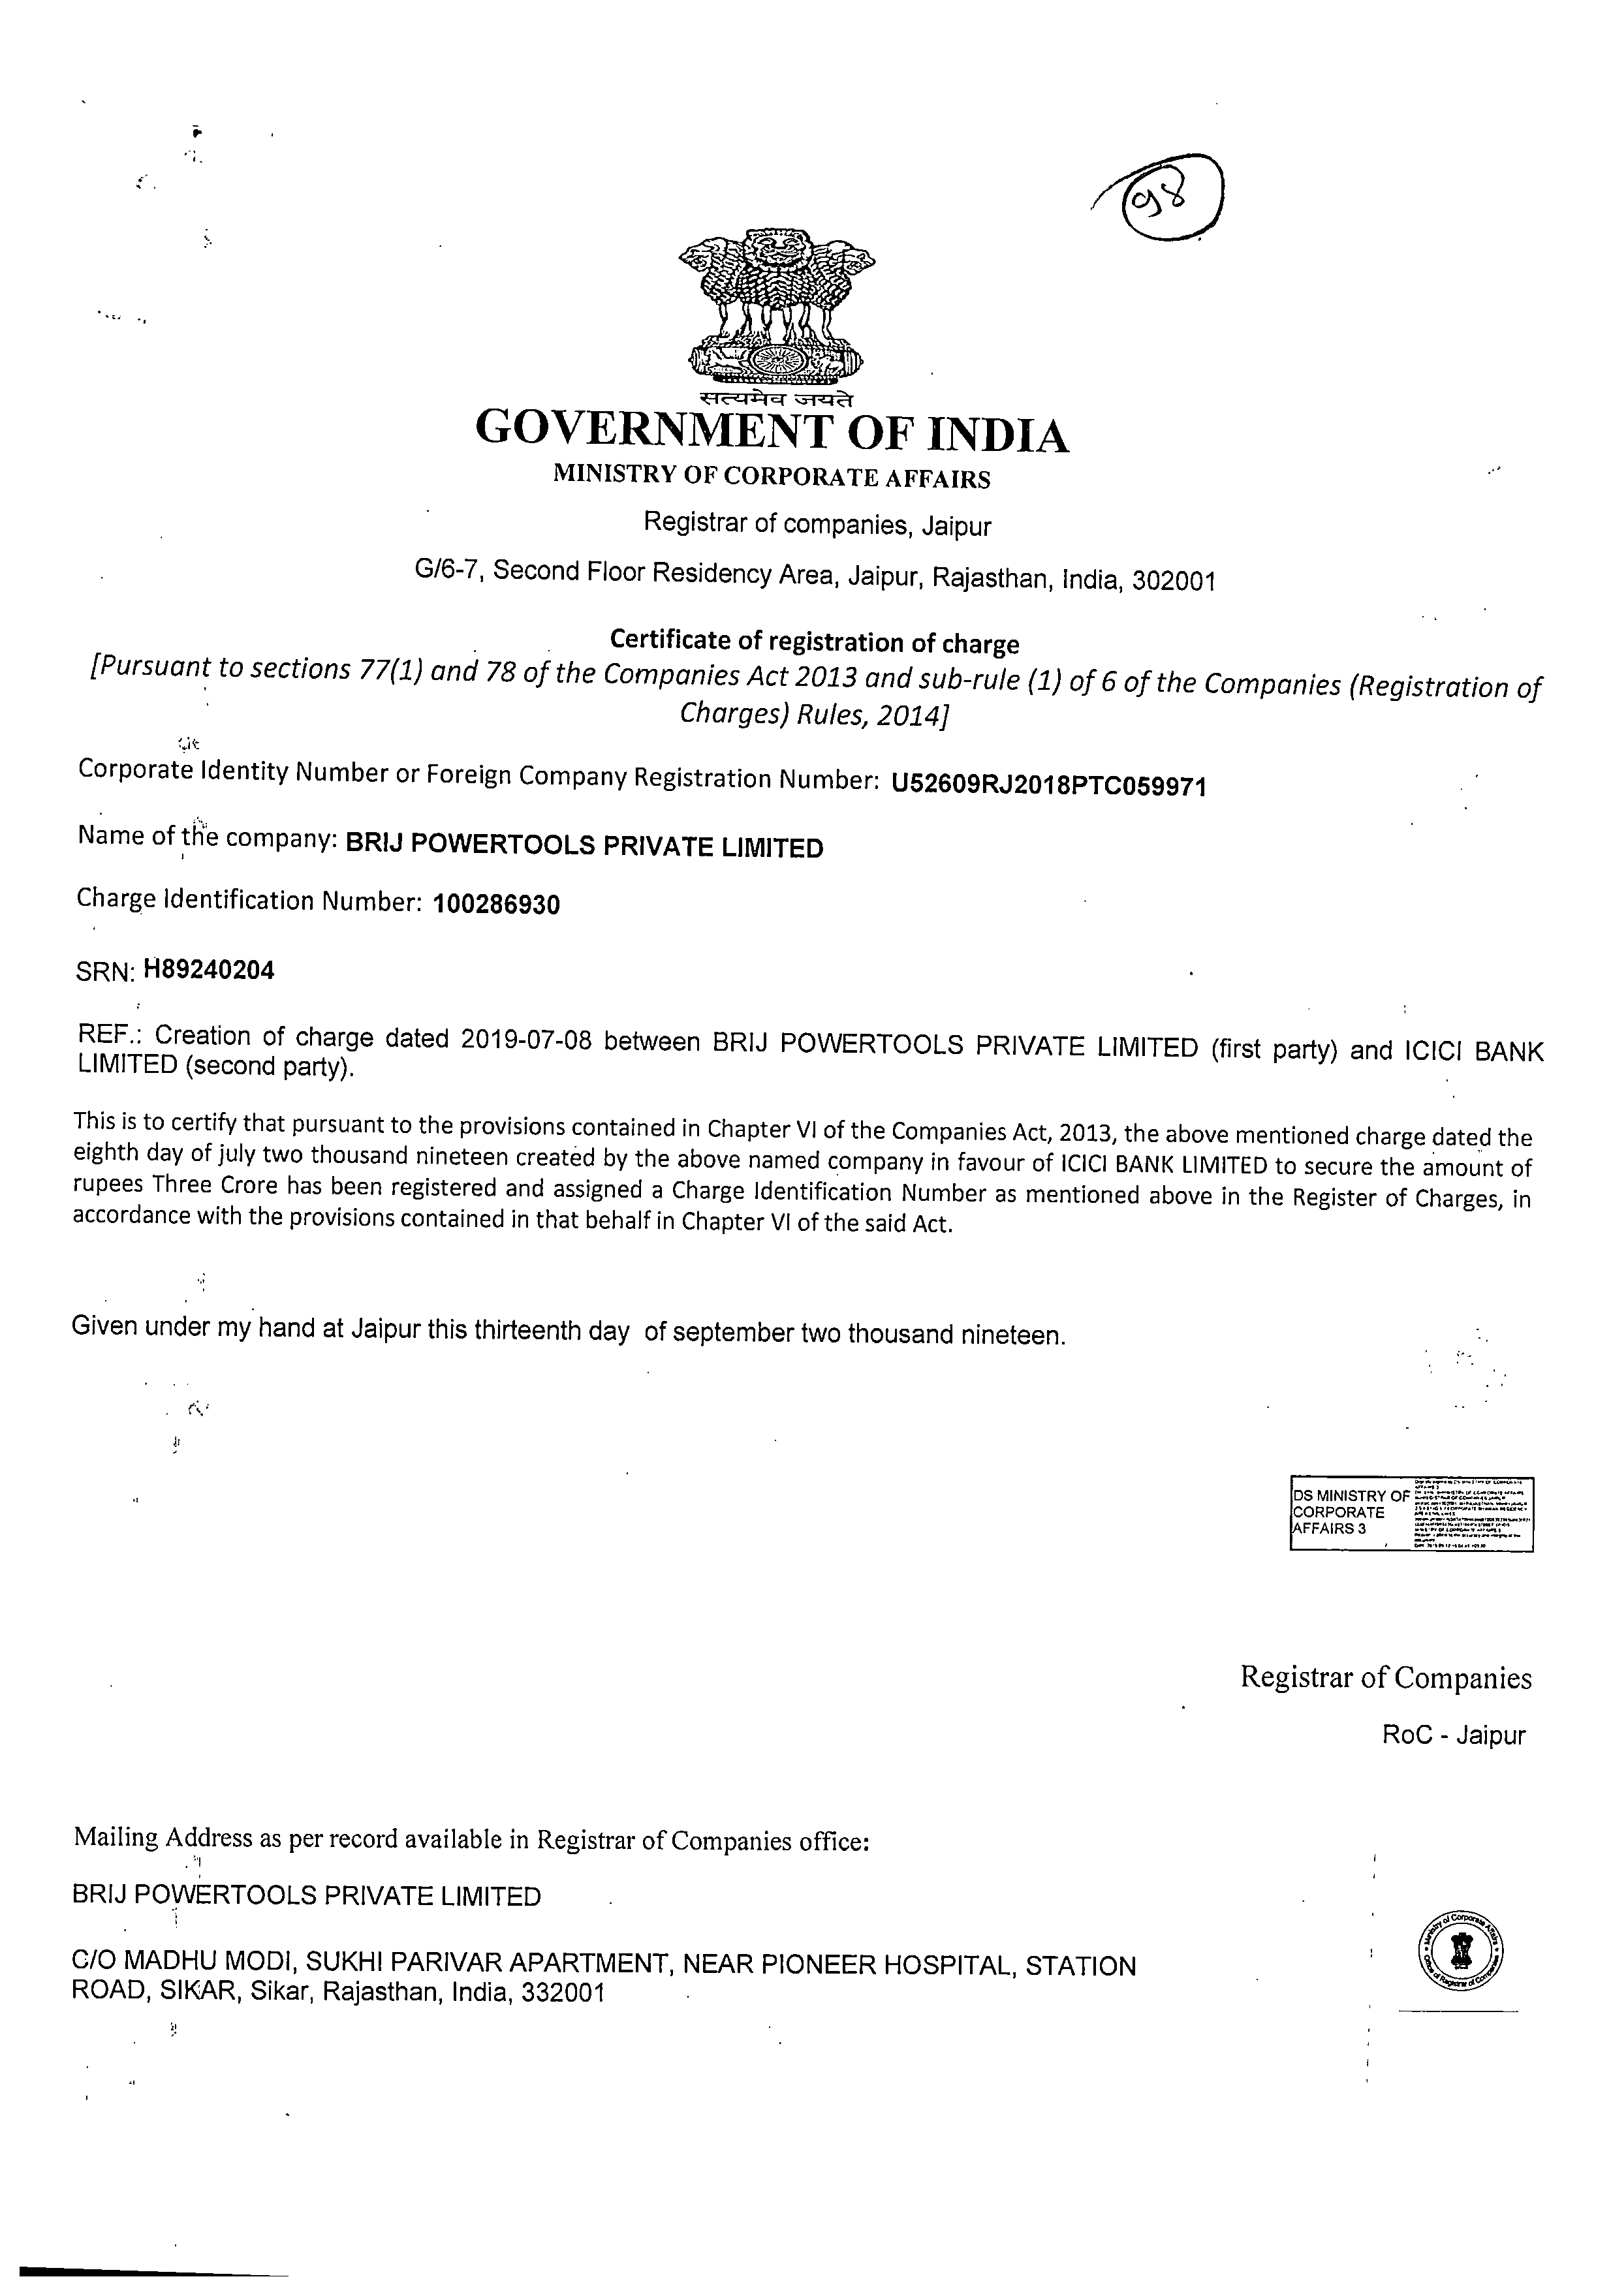 98
सत्यमेव जयते
GOVERNMENT OF INDIA
MINISTRY OF CORPORATE AFFAIRS
Registrar of companies, Jaipur
G/6-7, Second Floor Residency Area, Jaipur, Rajasthan, India, 302001
Certificate of registration of charge
[Pursuant to sections 77(1) and 78 of the Companies Act 2013 and sub-rule (1) of 6 of the Companies (Registration of
Charges) Rules, 2014]
Corporate Identity Number or Foreign Company Registration Number: U52609RJ2018PTC059971
Name of the company: BRIJ POWERTOOLS PRIVATE LIMITED
Charge Identification Number: 100286930
SRN: H89240204
REF.: Creation of charge dated 2019-07-08 between BRIJ POWERTOOLS PRIVATE LIMITED (first party) and ICICI BANK
LIMITED (second party).
This is to certify that pursuant to the provisions contained in Chapter VI of the Companies Act, 2013, the above mentioned charge dated the
eighth day of july two thousand nineteen created by the above named company in favour of ICICI BANK LIMITED to secure the amount of
rupees Three Crore has been registered and assigned a Charge Identification Number as mentioned above in the Register of Charges, in
accordance with the provisions contained in that behalf in Chapter VI of the said Act.
Given under my hand at Jaipur this thirteenth day of september two thousand nineteen.
DS MINISTRY OF
CORPORATE
AFFAIRS 3
Registrar of Companies
RoC - Jaipur
Mailing Address as per record available in Registrar of Companies office:
BRIJ POWERTOOLS PRIVATE LIMITED
C/O MADHU MODI, SUKHI PARIVAR APARTMENT, NEAR PIONEER HOSPITAL, STATION
ROAD, SIKAR, Sikar, Rajasthan, India, 332001
Ministry of Corporate Affairs
Office of Registrar of Companies